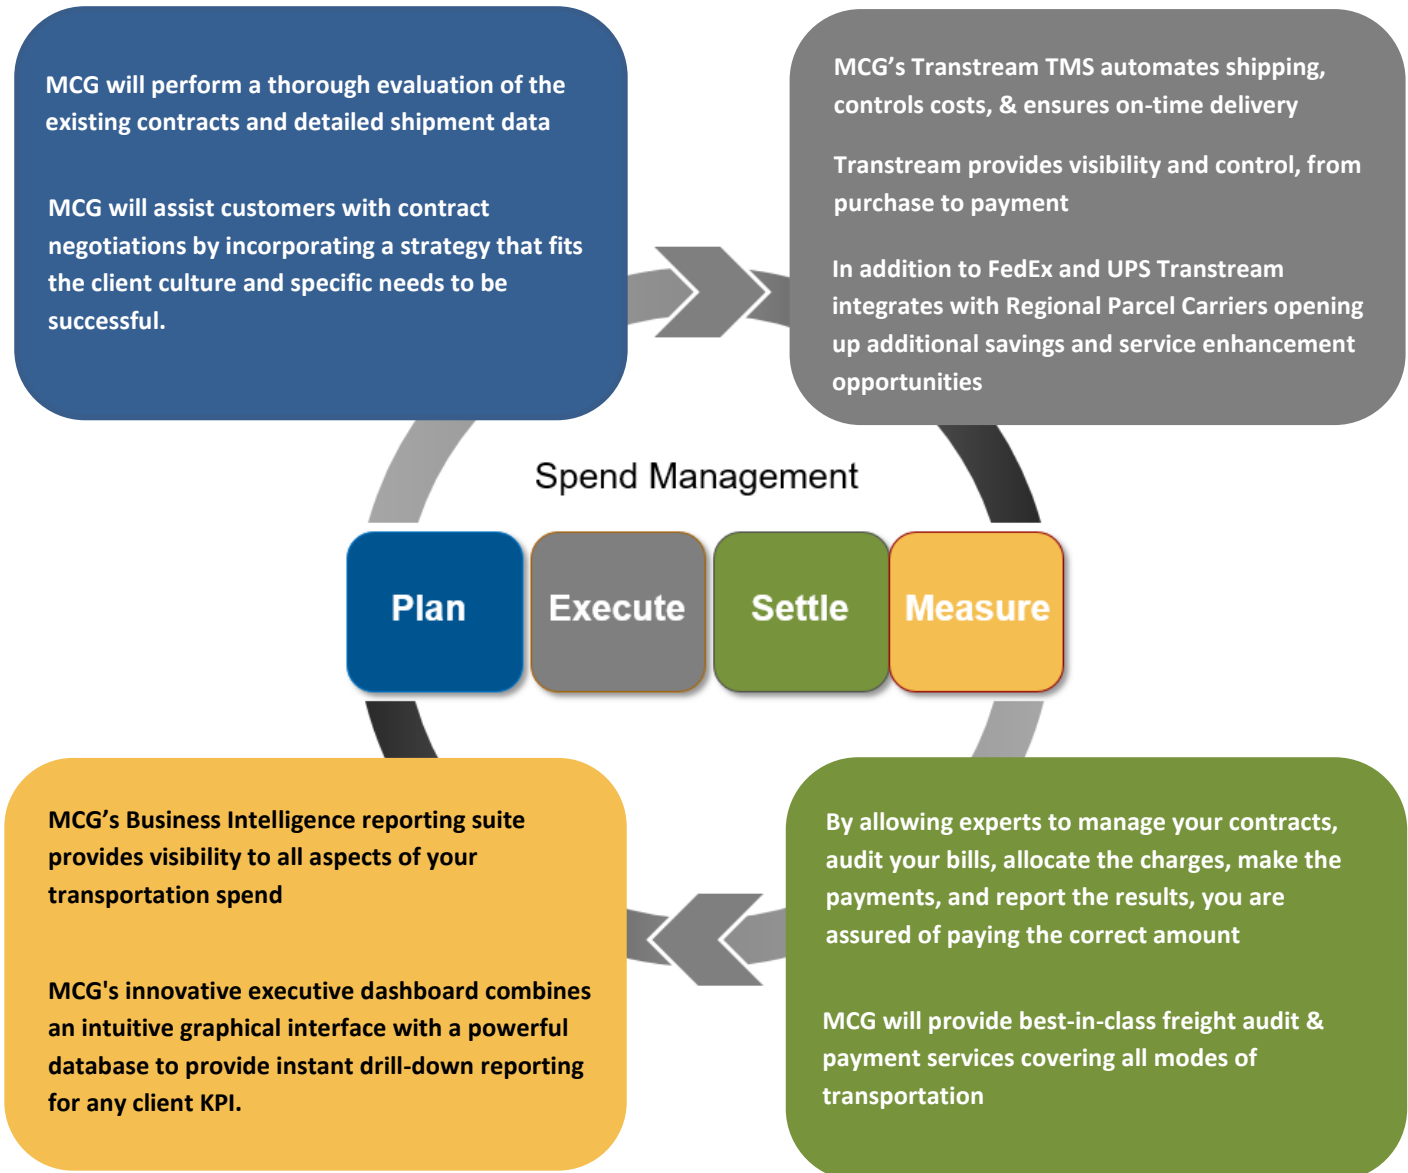 MCG will perform a thorough evaluation of the
existing contracts and detailed shipment data
MCG will assist customers with contract
negotiations by incorporating a strategy that fits
the client culture and specific needs to be
successful.
MCG’s Transtream TMS automates shipping,
controls costs, & ensures on-time delivery
Transtream provides visibility and control, from
purchase to payment
In addition to FedEx and UPS Transtream
integrates with Regional Parcel Carriers opening
up additional savings and service enhancement
opportunities
Spend Management
Plan
Execute
Settle
Measure
MCG’s Business Intelligence reporting suite
provides visibility to all aspects of your
transportation spend
MCG's innovative executive dashboard combines
an intuitive graphical interface with a powerful
database to provide instant drill-down reporting
for any client KPI.
By allowing experts to manage your contracts,
audit your bills, allocate the charges, make the
payments, and report the results, you are
assured of paying the correct amount
MCG will provide best-in-class freight audit &
payment services covering all modes of
transportation